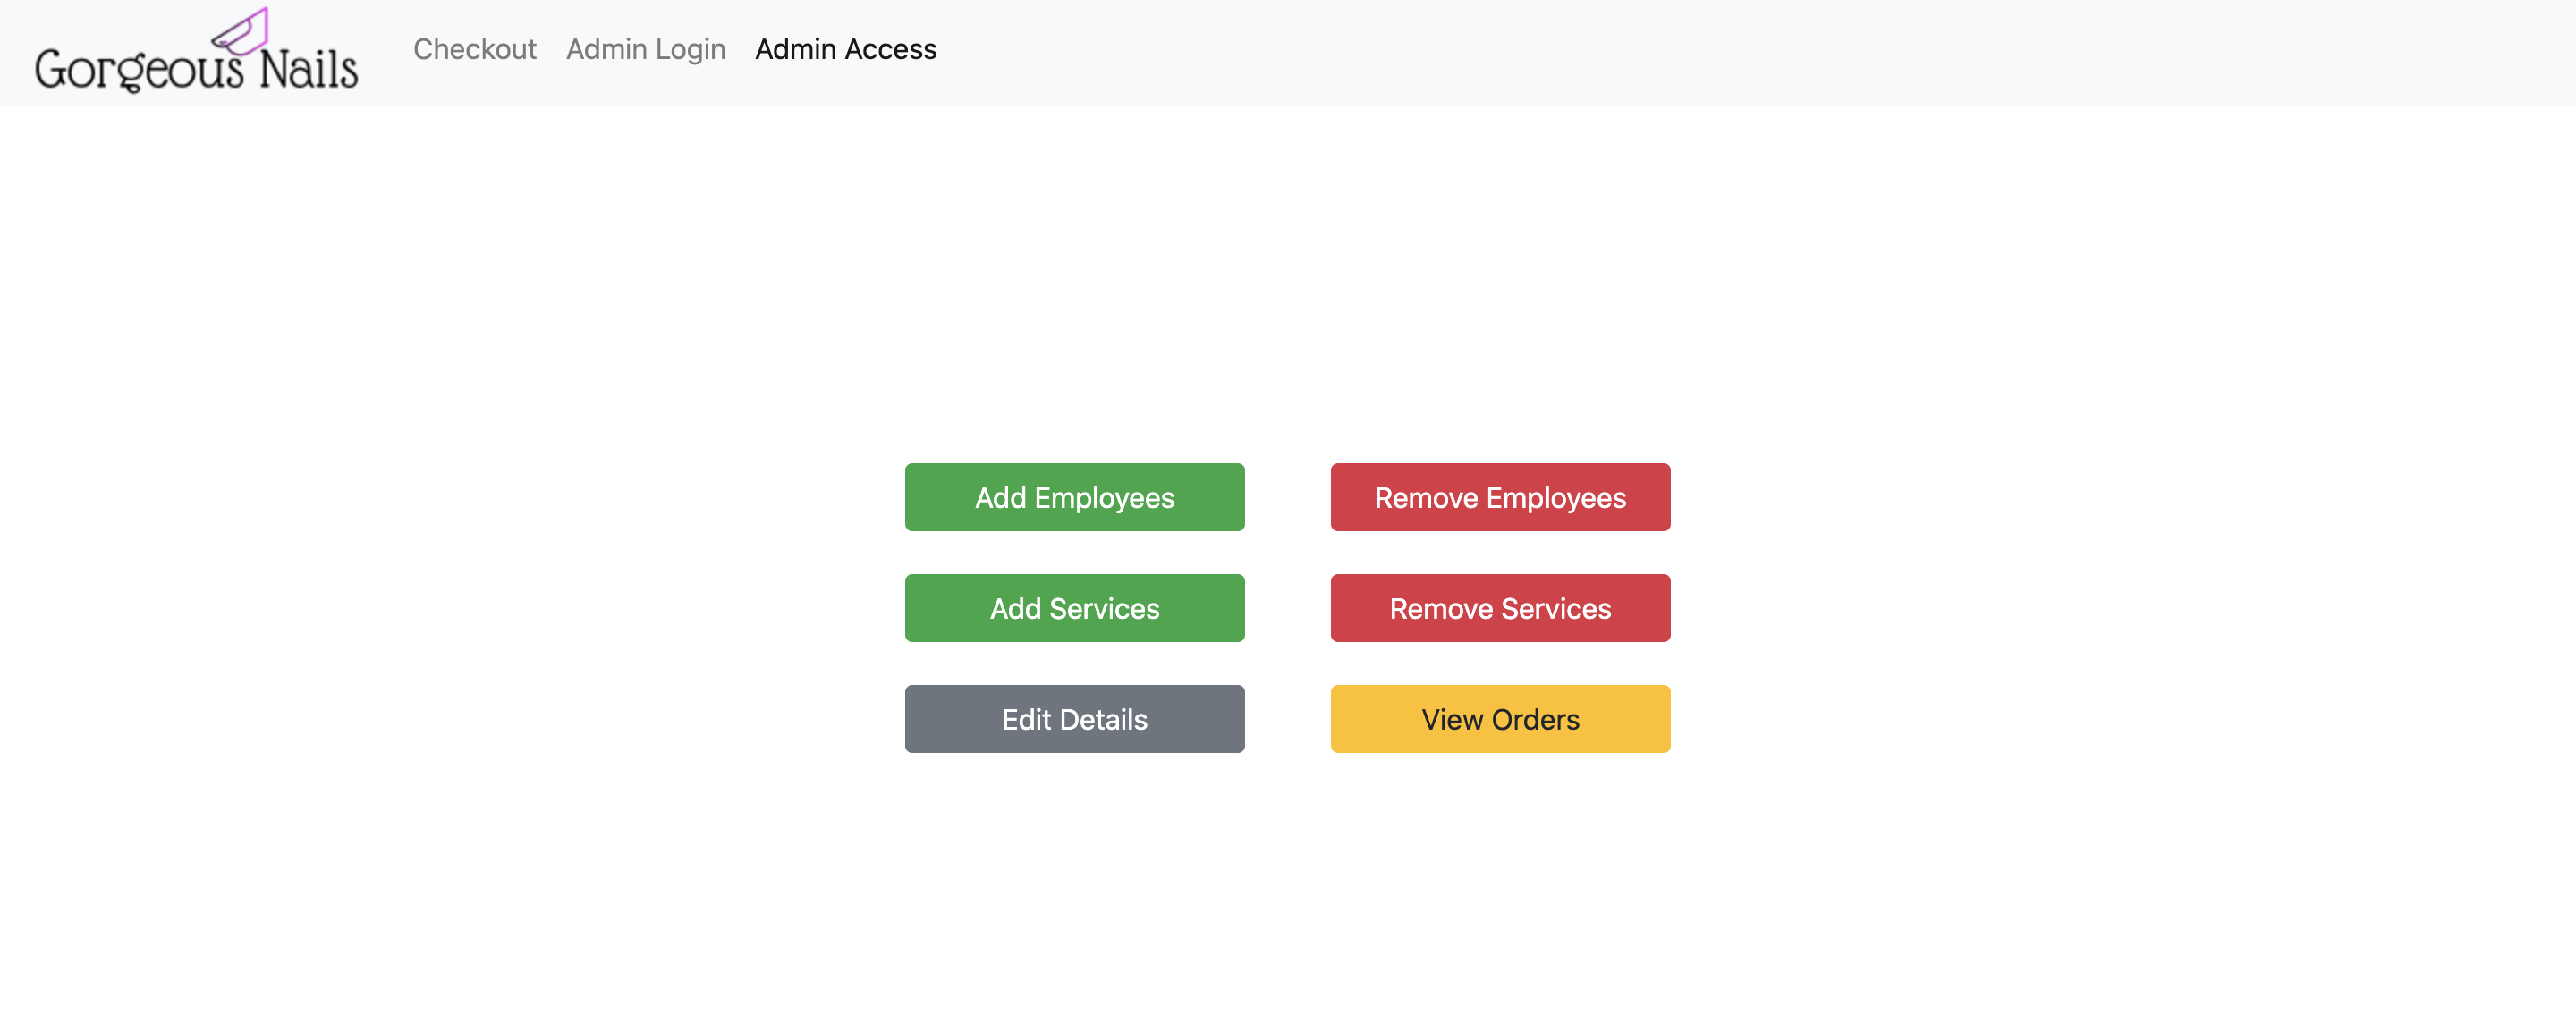 Gorgeous Nails Checkout Admin Login Admin Access
Add Employees Remove Employees
Add Services Remove Services
Edit Details View Orders